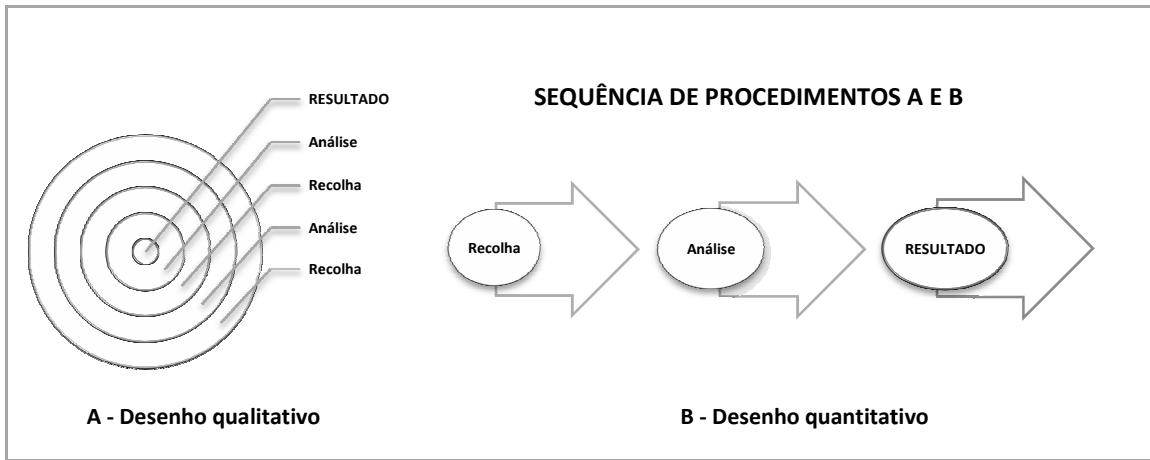 SEQUÊNCIA DE PROCEDIMENTOS A E B
RESULTADO
Análise
Recolha
Análise
Recolha
Recolha
Análise
RESULTADO
A - Desenho qualitativo
B - Desenho quantitativo